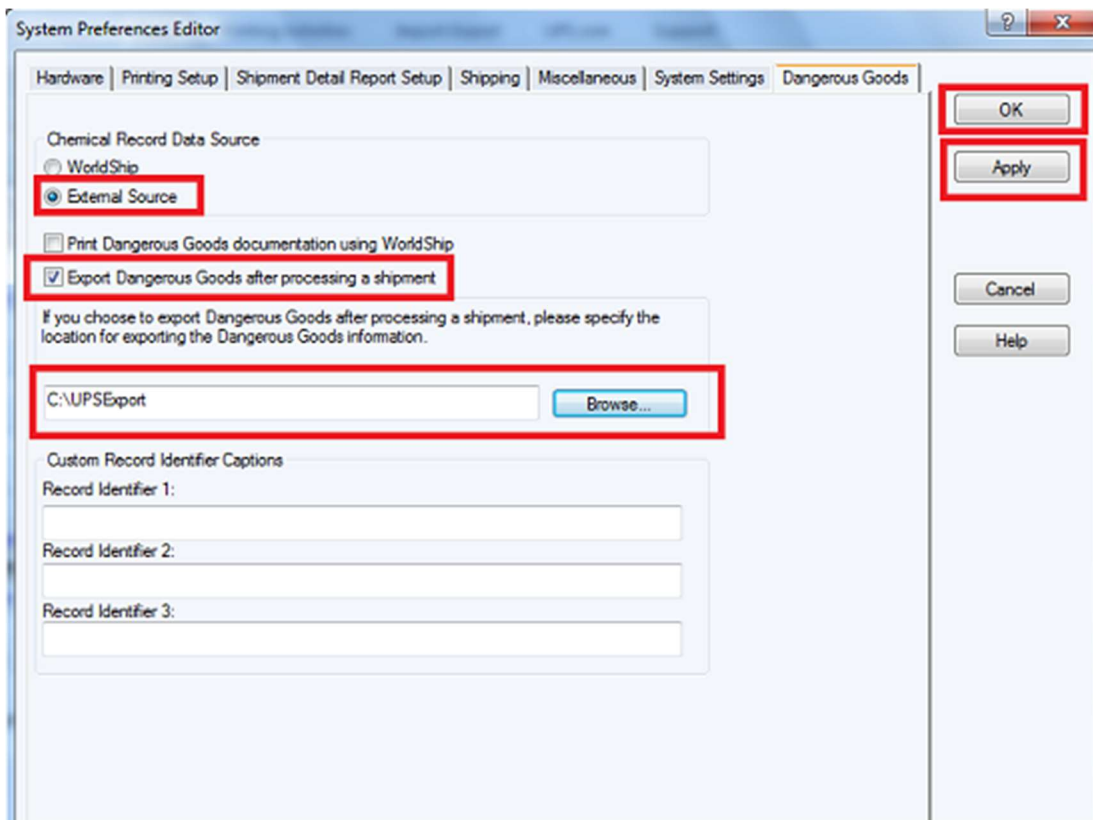 System Preferences Editor
Hardware Printing Setup Shipment Detail Report Setup Shipping Miscellaneous System Settings Dangerous Goods
OK
Chemical Record Data Source
WorldShip
Apply
External Source
Print Dangerous Goods documentation using WorldShip
Export Dangerous Goods after processing a shipment
Cancel
If you choose to export Dangerous Goods after processing a shipment, please specify the
location for exporting the Dangerous Goods information.
Help
C:\UPSExport
Browse...
Custom Record Identifier Captions
Record Identifier 1:
Record Identifier 2:
Record Identifier 3: